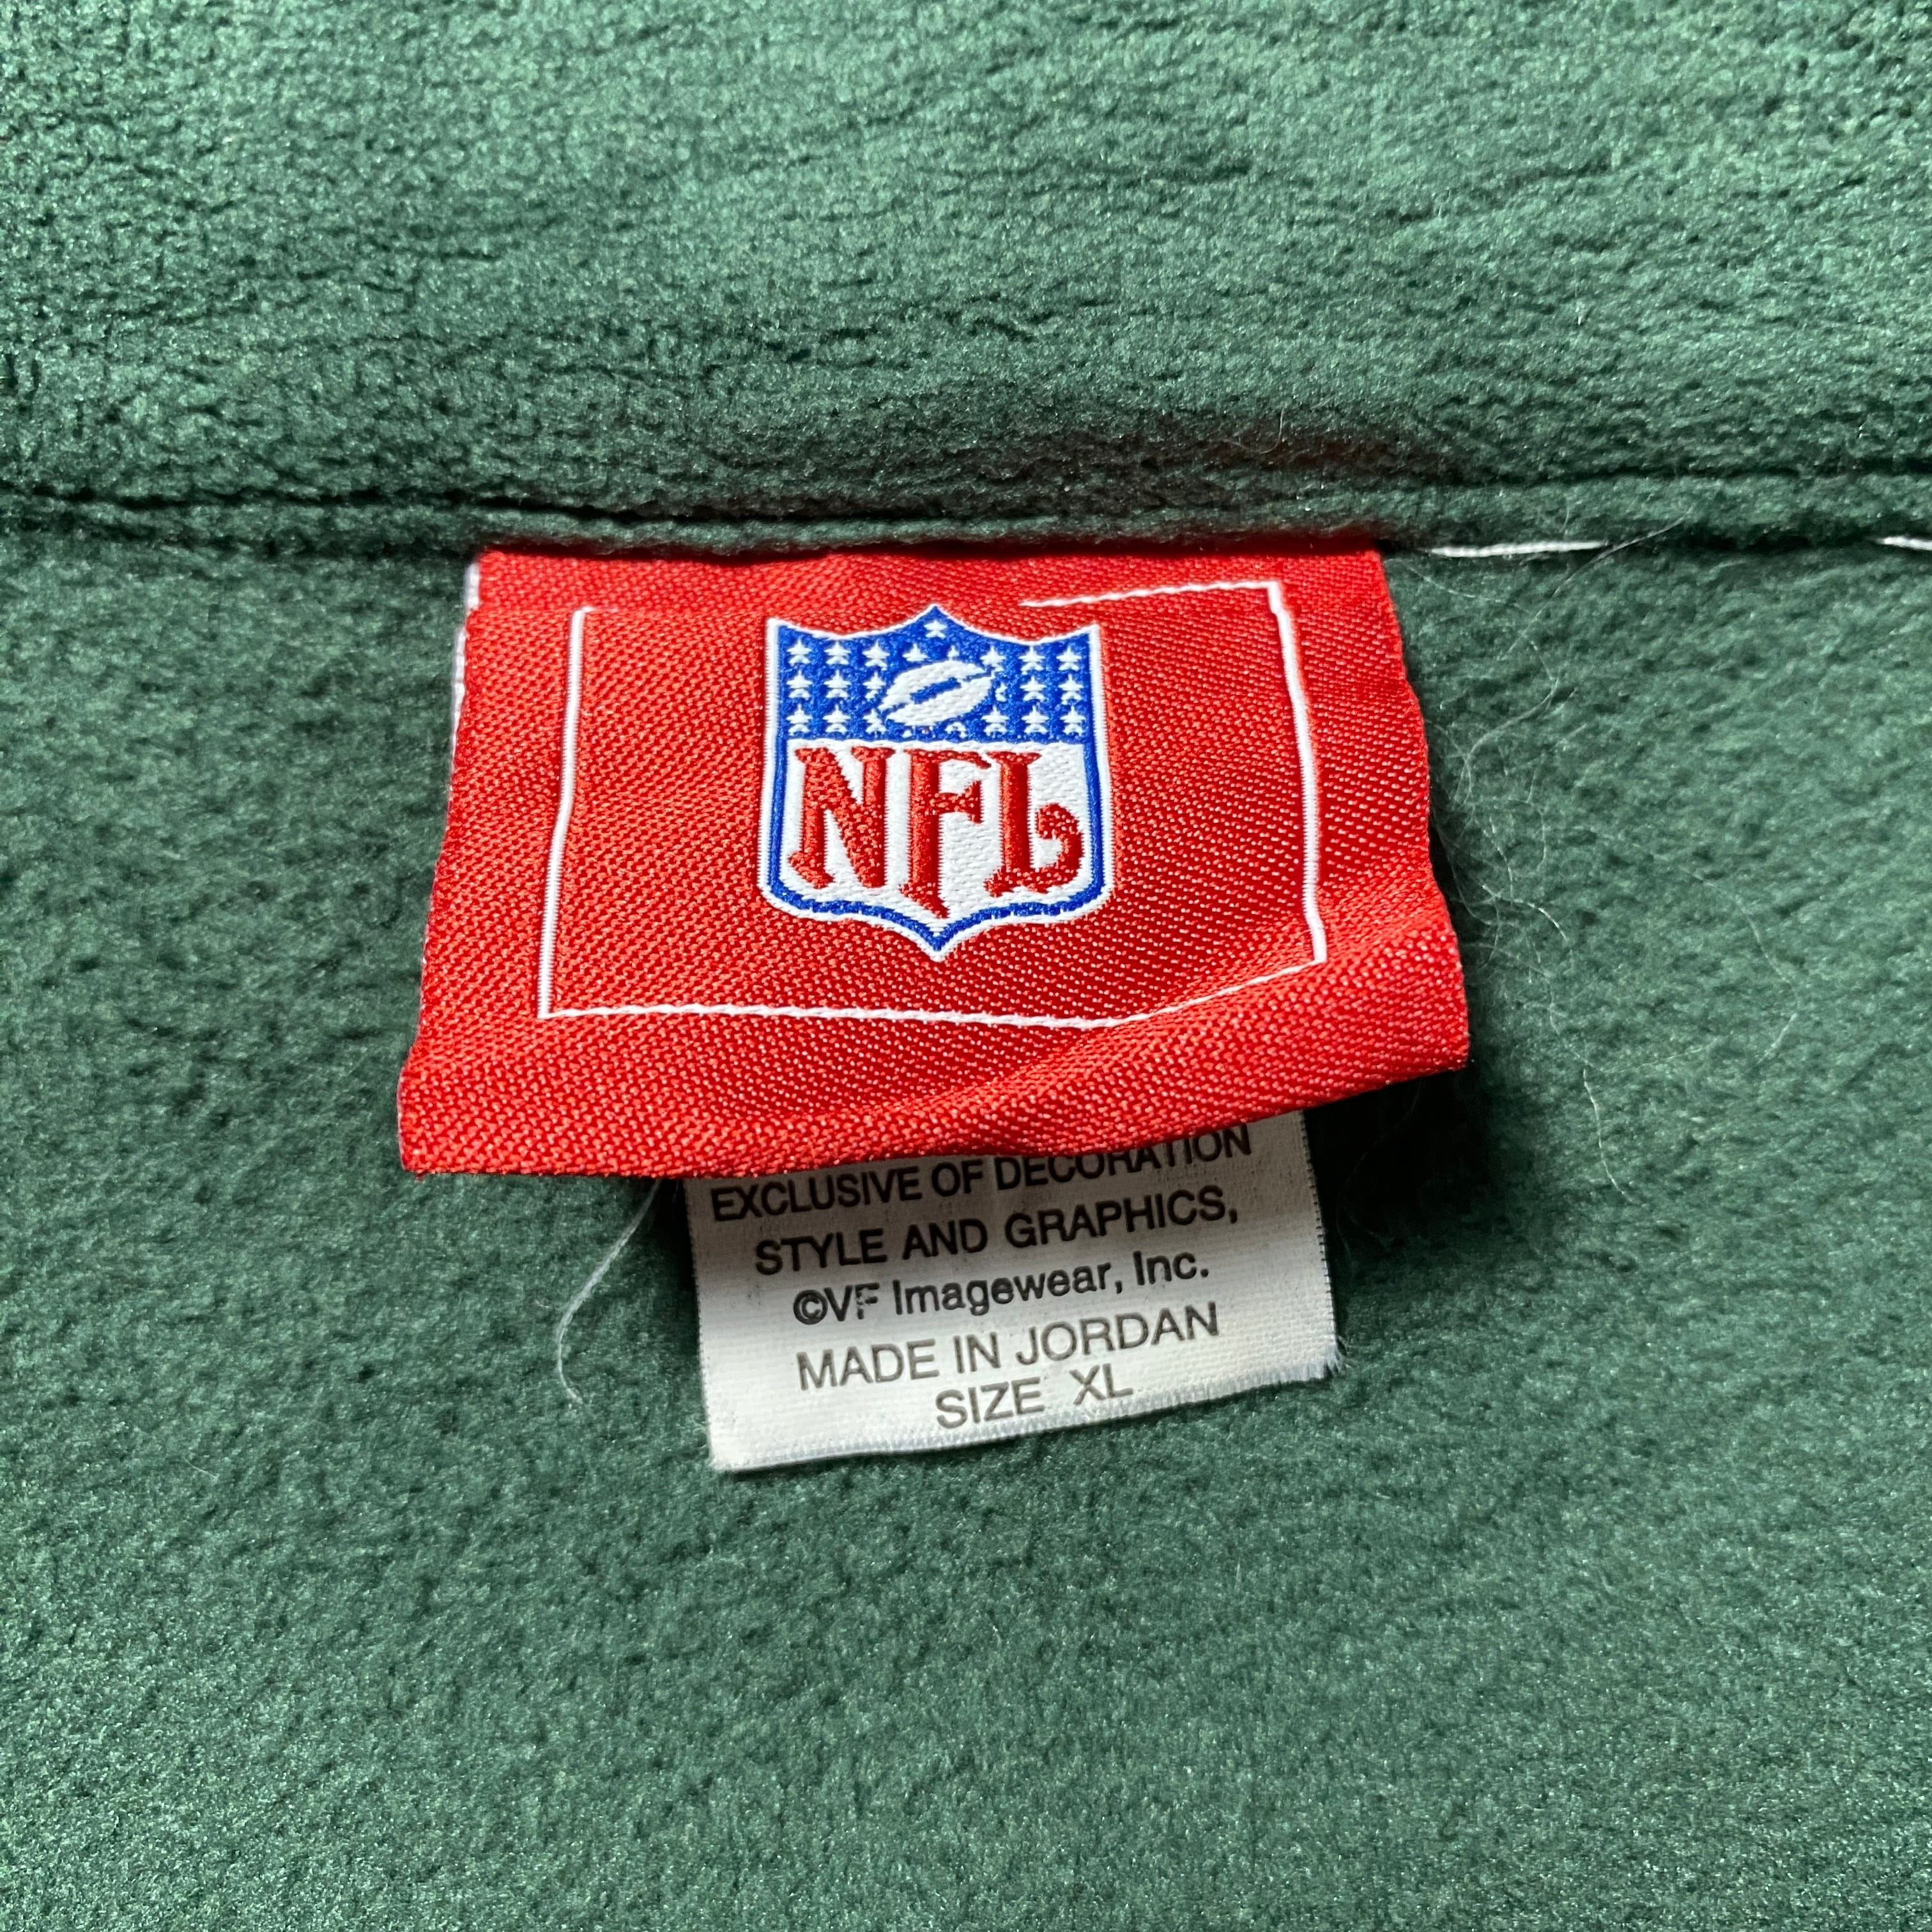 NFL
EXCLUSIVE OF DECORATION
STYLE AND GRAPHICS,
©VF Imagewear, Inc.
MADE IN JORDAN
SIZE XL